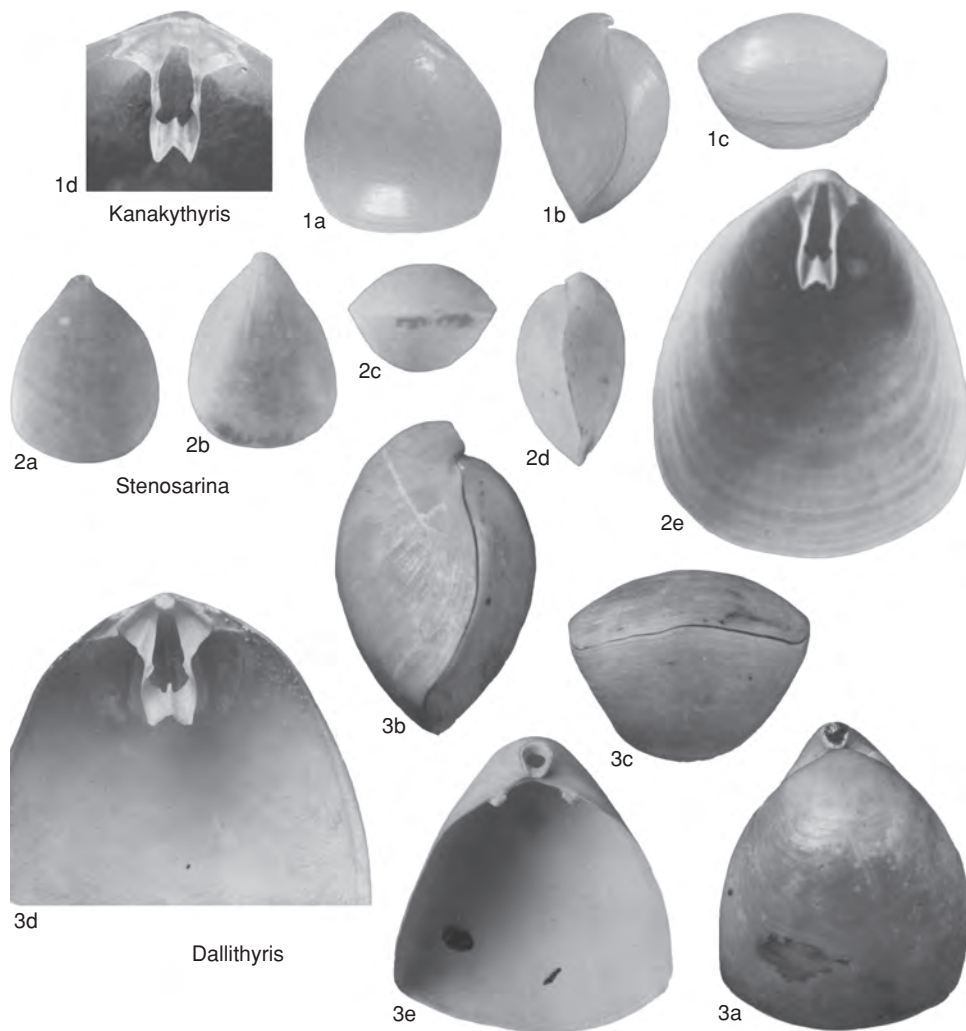 1d
Kanakythyris
1a
1b
1c
2a
2b
Stenosarina
2c
2d
2e
3b
3c
3d
Dallithyris
3e
3a